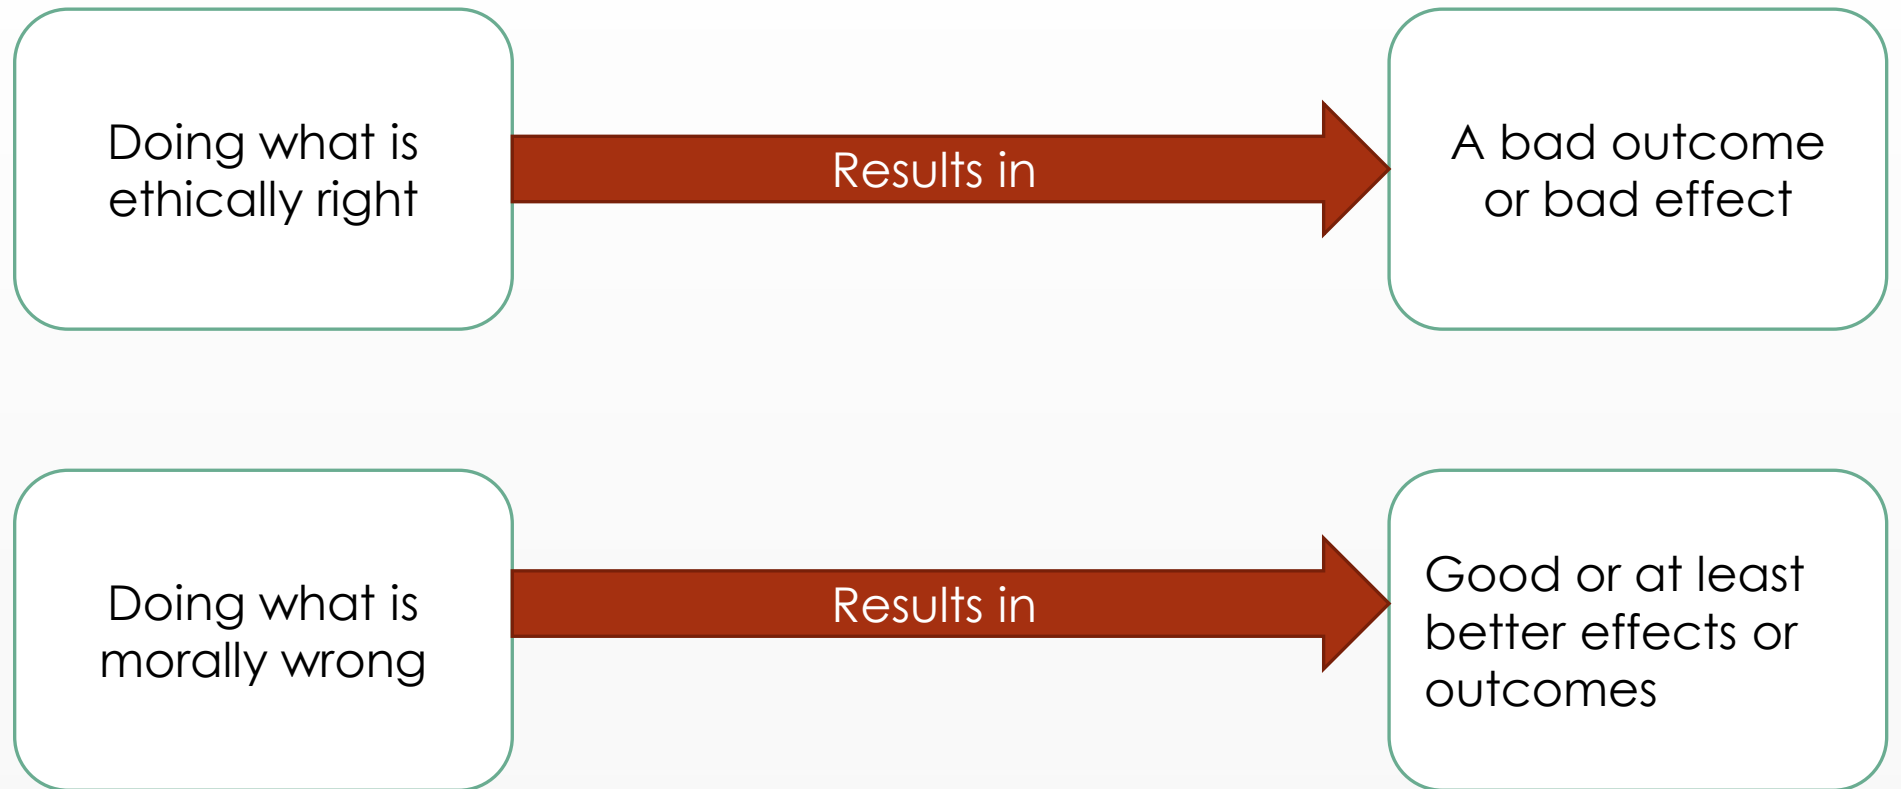 Doing what is
ethically right
Results in
A bad outcome
or bad effect
Doing what is
morally wrong
Results in
Good or at least
better effects or
outcomes